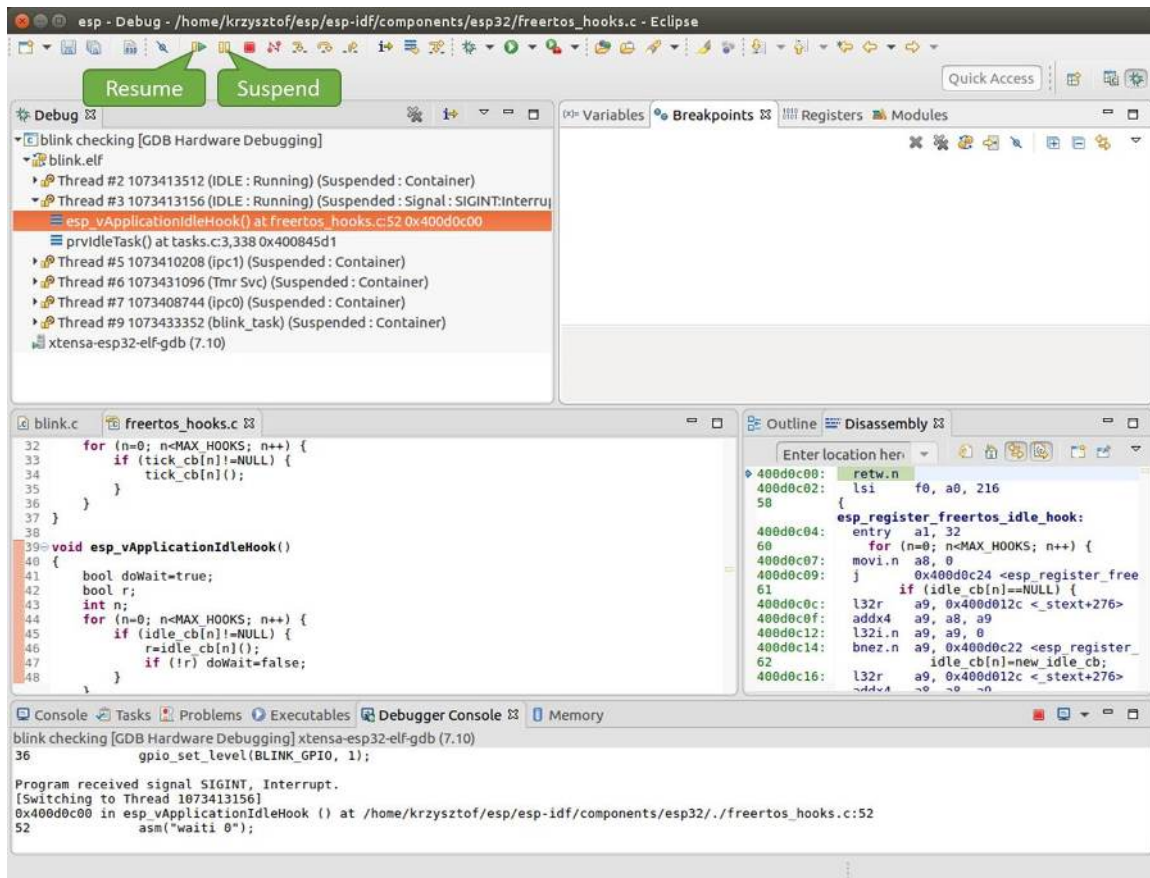 esp - Debug - /home/krzysztof/esp/esp-idf/components/esp32/freertos_hooks.c - Eclipse
Resume
Suspend
Quick Access
Debug
blink checking [GDB Hardware Debugging]
blink.elf
Thread #2 1073413512 (IDLE : Running) (Suspended : Container)
Thread #3 1073413156 (IDLE : Running) (Suspended : Signal : SIGINT:Interrup
esp_vApplicationIdleHook() at freertos_hooks.c:52 0x400d0c00
prvIdleTask() at tasks.c:3,338 0x400845d1
Thread #5 1073410208 (ipc1) (Suspended : Container)
Thread #6 1073431096 (Tmr Svc) (Suspended : Container)
Thread #7 1073408744 (ipc0) (Suspended : Container)
Thread #9 1073433352 (blink_task) (Suspended : Container)
xtensa-esp32-elf-gdb (7.10)
(x)= Variables Breakpoints Registers Modules
blink.c freertos_hooks.c
32 for (n=0; n<MAX_HOOKS; n++) {
33 if (tick_cb[n]!=NULL) {
34 tick_cb[n]();
35 }
36 }
37 }
38
39 void esp_vApplicationIdleHook()
40 {
41 bool doWait=true;
42 bool r;
43 int n;
44 for (n=0; n<MAX_HOOKS; n++) {
45 if (idle_cb[n]!=NULL) {
46 r=idle_cb[n]();
47 if (!r) doWait=false;
48 }
}
Outline Disassembly
Enter location her
400d0c00: retw.n
400d0c02: lsi f0, a0, 216
58 {
esp_register_freertos_idle_hook:
400d0c04: entry a1, 32
60 for (n=0; n<MAX_HOOKS; n++) {
400d0c07: movi.n a8, 0
400d0c09: j 0x400d0c24 <esp_register_free
61 if (idle_cb[n]==NULL) {
400d0c0c: l32r a9, 0x400d012c <_stext+276>
400d0c0f: addx4 a9, a8, a9
400d0c12: l32i.n a9, a9, 0
400d0c14: bnez.n a9, 0x400d0c22 <esp_register_
62 idle_cb[n]=new_idle_cb;
400d0c16: l32r a9, 0x400d012c <_stext+276>
Console Tasks Problems Executables Debugger Console Memory
blink checking [GDB Hardware Debugging] xtensa-esp32-elf-gdb (7.10)
36 gpio_set_level(BLINK_GPIO, 1);
Program received signal SIGINT, Interrupt.
[Switching to Thread 1073413156]
0x400d0c00 in esp_vApplicationIdleHook () at /home/krzysztof/esp/esp-idf/components/esp32/./freertos_hooks.c:52
52 asm("waiti 0");